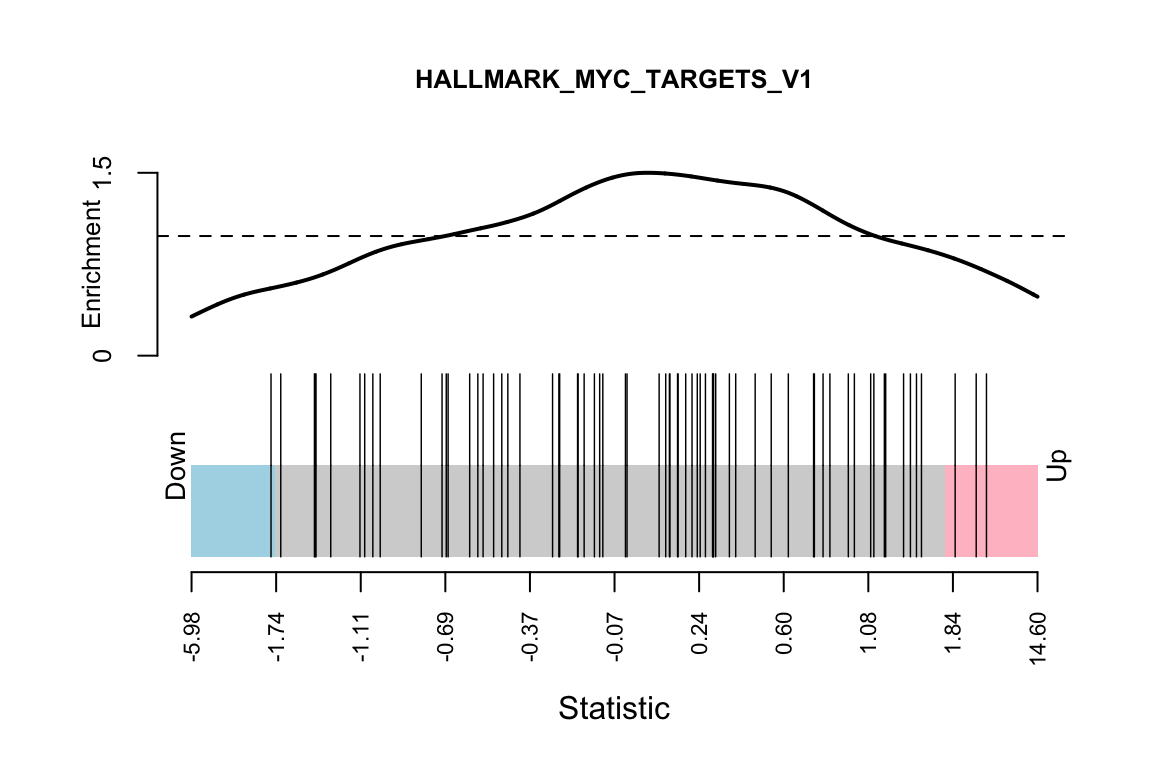 HALLMARK_MYC_TARGETS_V1
1.5
Enrichment
0
Down
Up
-5.98 -1.74 -1.11 -0.69 -0.37 -0.07 0.24 0.60 1.08 1.84 14.60
Statistic